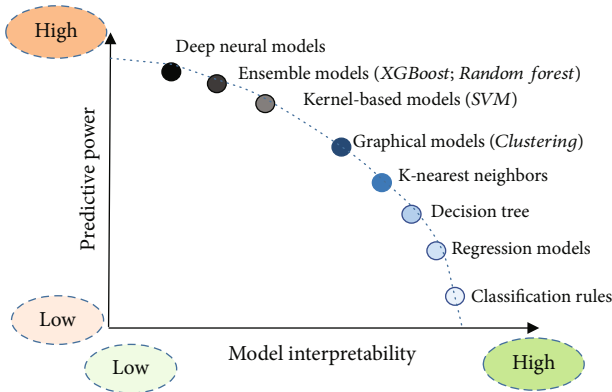 High
Deep neural models
Ensemble models (XGBoost; Random forest)
Kernel-based models (SVM)
Graphical models (Clustering)
K-nearest neighbors
Decision tree
Regression models
Classification rules
Predictive power
Low
Low
Model interpretability
High